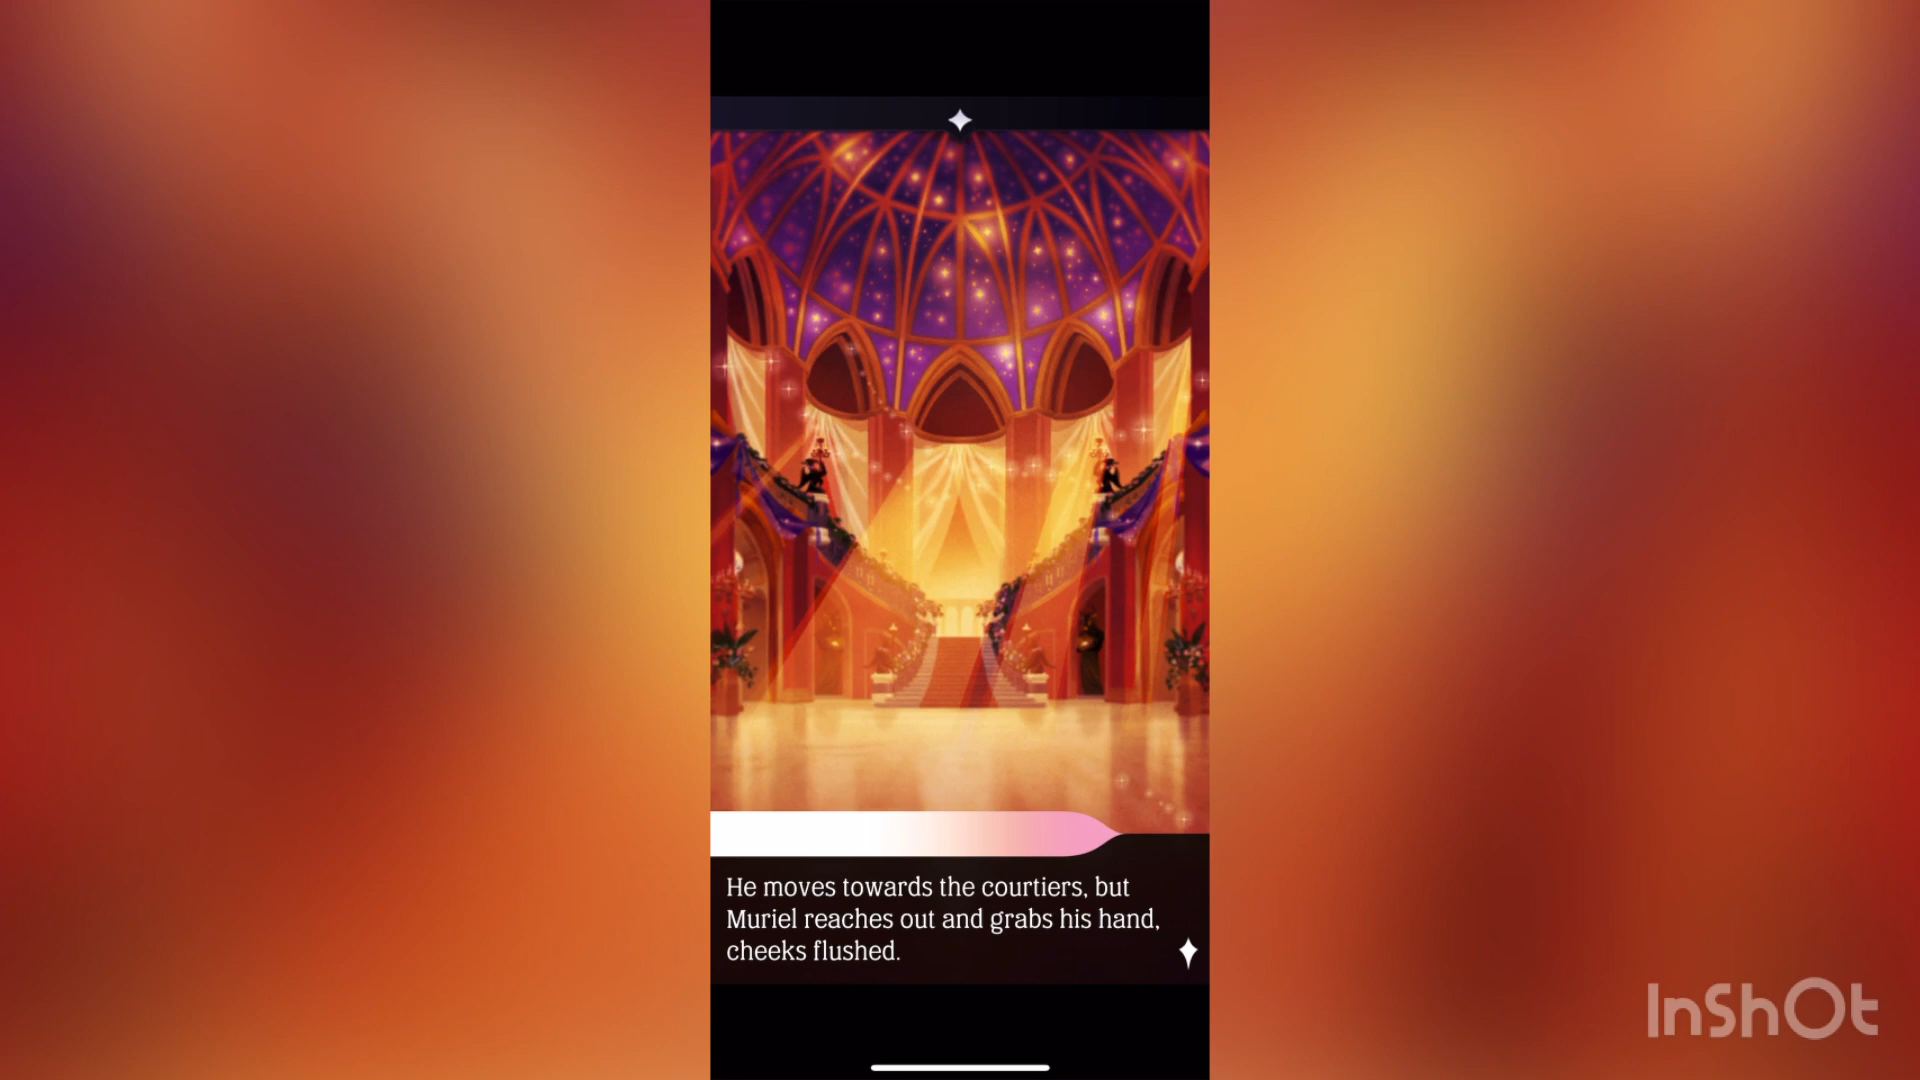 He moves towards the courtiers, but
Muriel reaches out and grabs his hand,
cheeks flushed.
InShOt